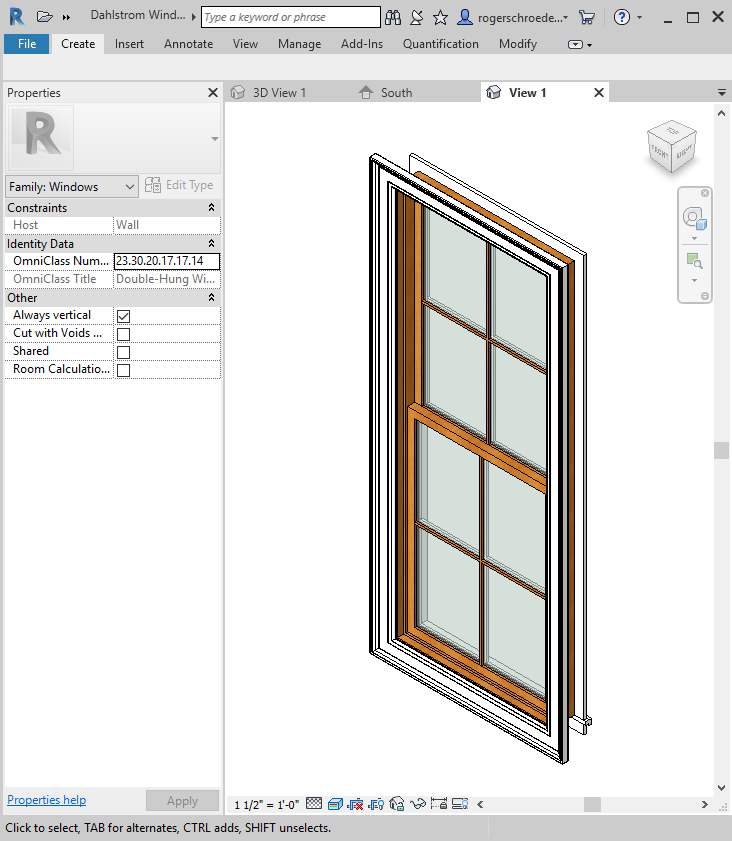 Dahlstrom Wind...
Type a keyword or phrase
rogerschroede...
File Create Insert Annotate View Manage Add-Ins Quantification Modify
Properties
3D View 1
South
View 1
R
Family: Windows
Edit Type
Constraints
Host Wall
Identity Data
OmniClass Num... 23.30.20.17.17.14
OmniClass Title Double-Hung Wi...
Other
Always vertical
Cut with Voids ...
Shared
Room Calculatio...
TOP
FRONT
RIGHT
Properties help
Apply
1 1/2" = 1'-0"
Click to select, TAB for alternates, CTRL adds, SHIFT unselects.